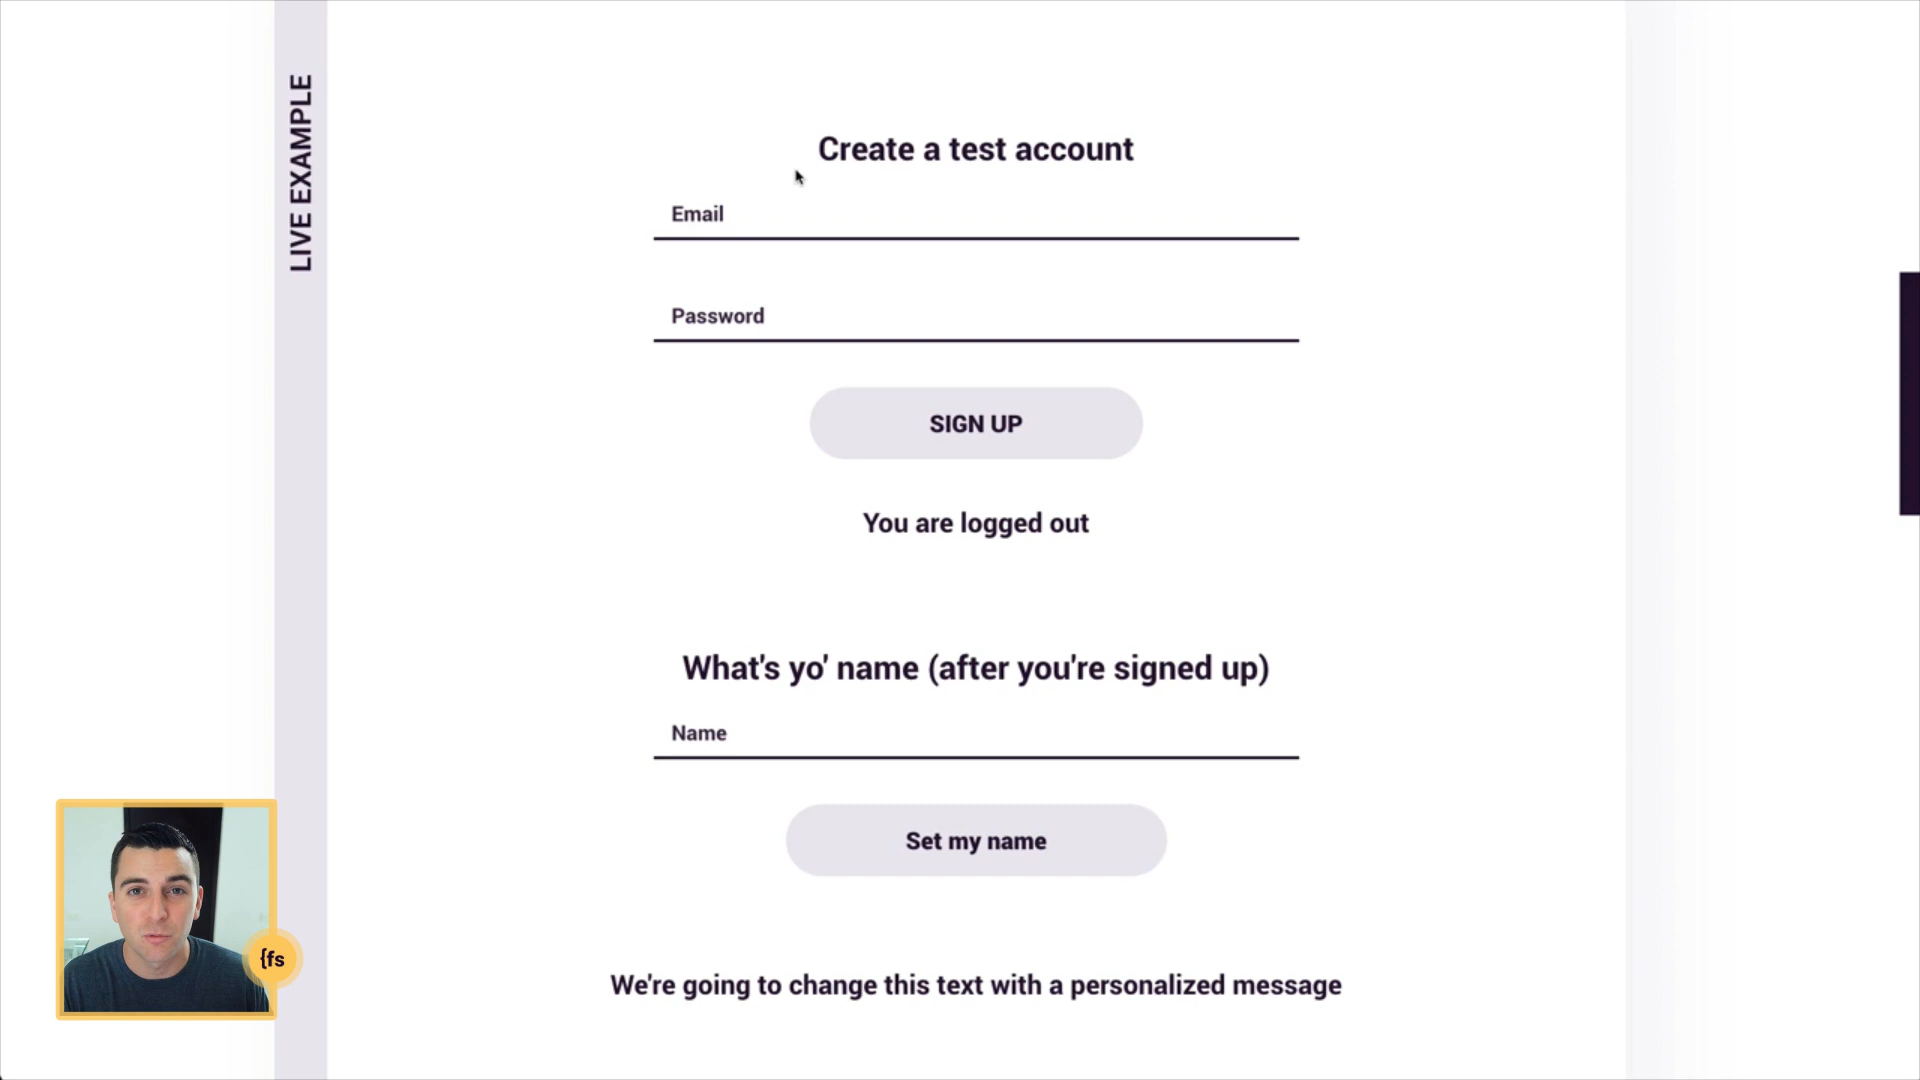 LIVE EXAMPLE
Create a test account
Email
Password
SIGN UP
You are logged out
What's yo' name (after you're signed up)
Name
Set my name
We're going to change this text with a personalized message
{fs